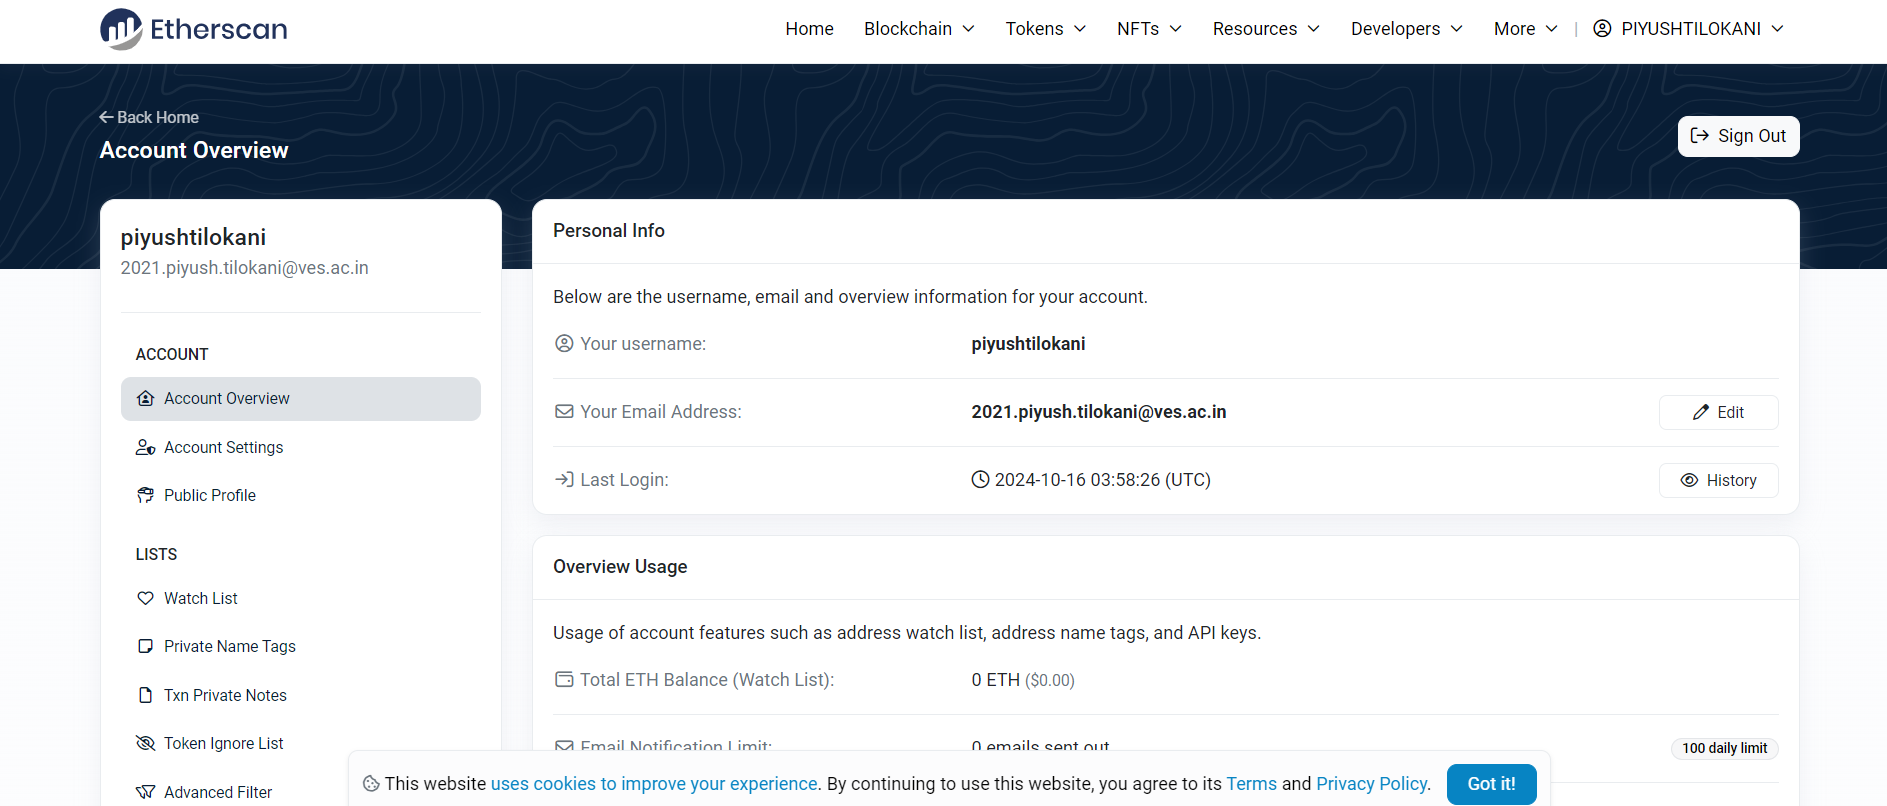 Etherscan
Home Blockchain Tokens NFTs Resources Developers More | PIYUSHTILOKANI
Back Home
Account Overview
Sign Out
piyushtilokani
2021.piyush.tilokani@ves.ac.in
ACCOUNT
Account Overview
Account Settings
Public Profile
LISTS
Watch List
Private Name Tags
Txn Private Notes
Token Ignore List
Advanced Filter
Personal Info
Below are the username, email and overview information for your account.
Your username: piyushtilokani
Your Email Address: 2021.piyush.tilokani@ves.ac.in Edit
Last Login: 2024-10-16 03:58:26 (UTC) History
Overview Usage
Usage of account features such as address watch list, address name tags, and API keys.
Total ETH Balance (Watch List): 0 ETH ($0.00)
Email Notification Limit: 0 emails sent out 100 daily limit
This website uses cookies to improve your experience. By continuing to use this website, you agree to its Terms and Privacy Policy. Got it!